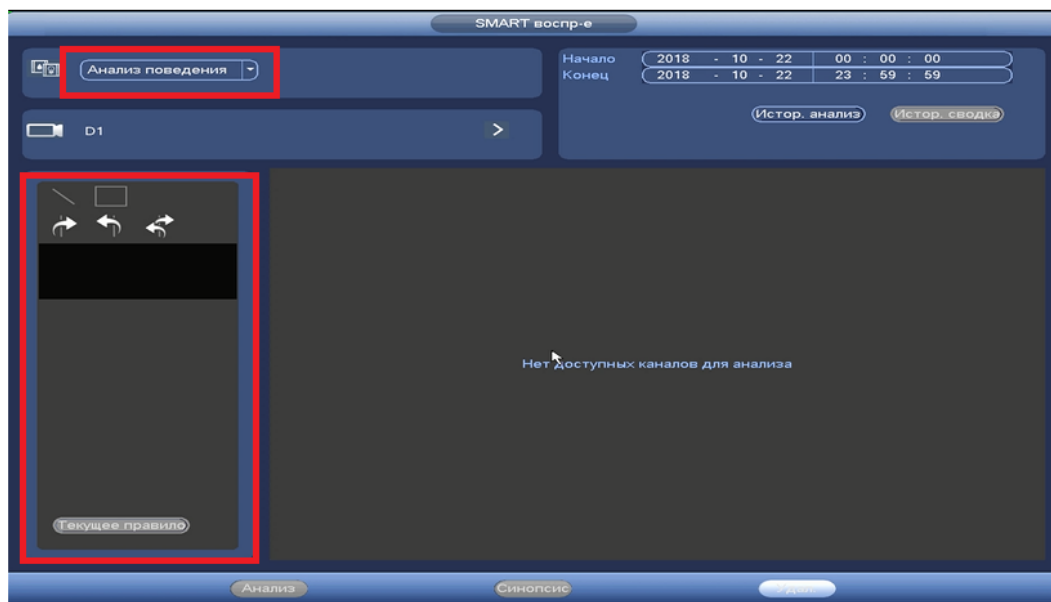 SMART воспр-е
Анализ поведения
Начало 2018 - 10 - 22 00 : 00 : 00
Конец 2018 - 10 - 22 23 : 59 : 59
(Истор. анализ) (Истор. сводка)
D1
Нет доступных каналов для анализа
(Текущее правило)
Анализ Синопсис